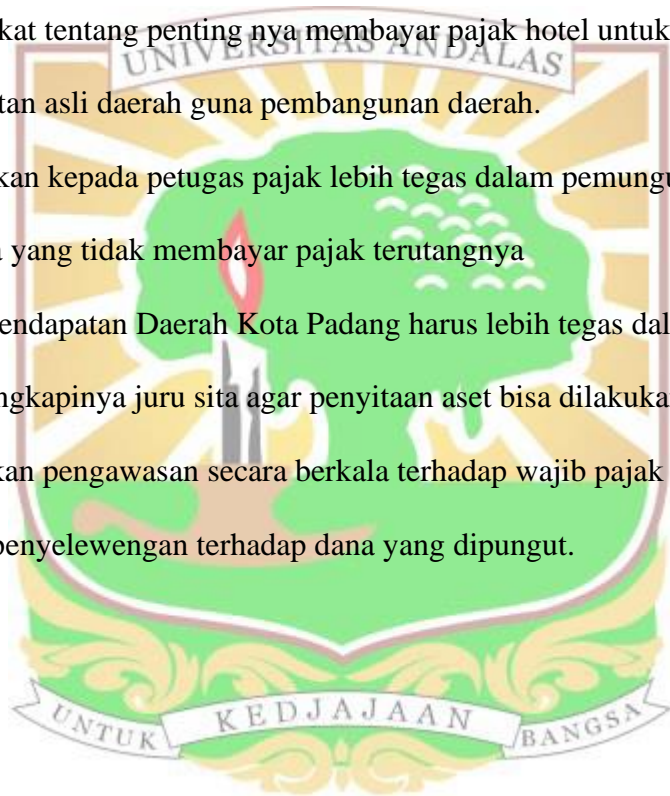 kat tentang penting nya membayar pajak hotel untuk
UNIVERSITAS ANDALAS
tan asli daerah guna pembangunan daerah.
kan kepada petugas pajak lebih tegas dalam pemungu
a yang tidak membayar pajak terutangnya
endapatan Daerah Kota Padang harus lebih tegas dal
ngkapinya juru sita agar penyitaan aset bisa dilakuka
kan pengawasan secara berkala terhadap wajib pajak
penyelewengan terhadap dana yang dipungut.
UNTUK KEDJAJAAN BANGSA